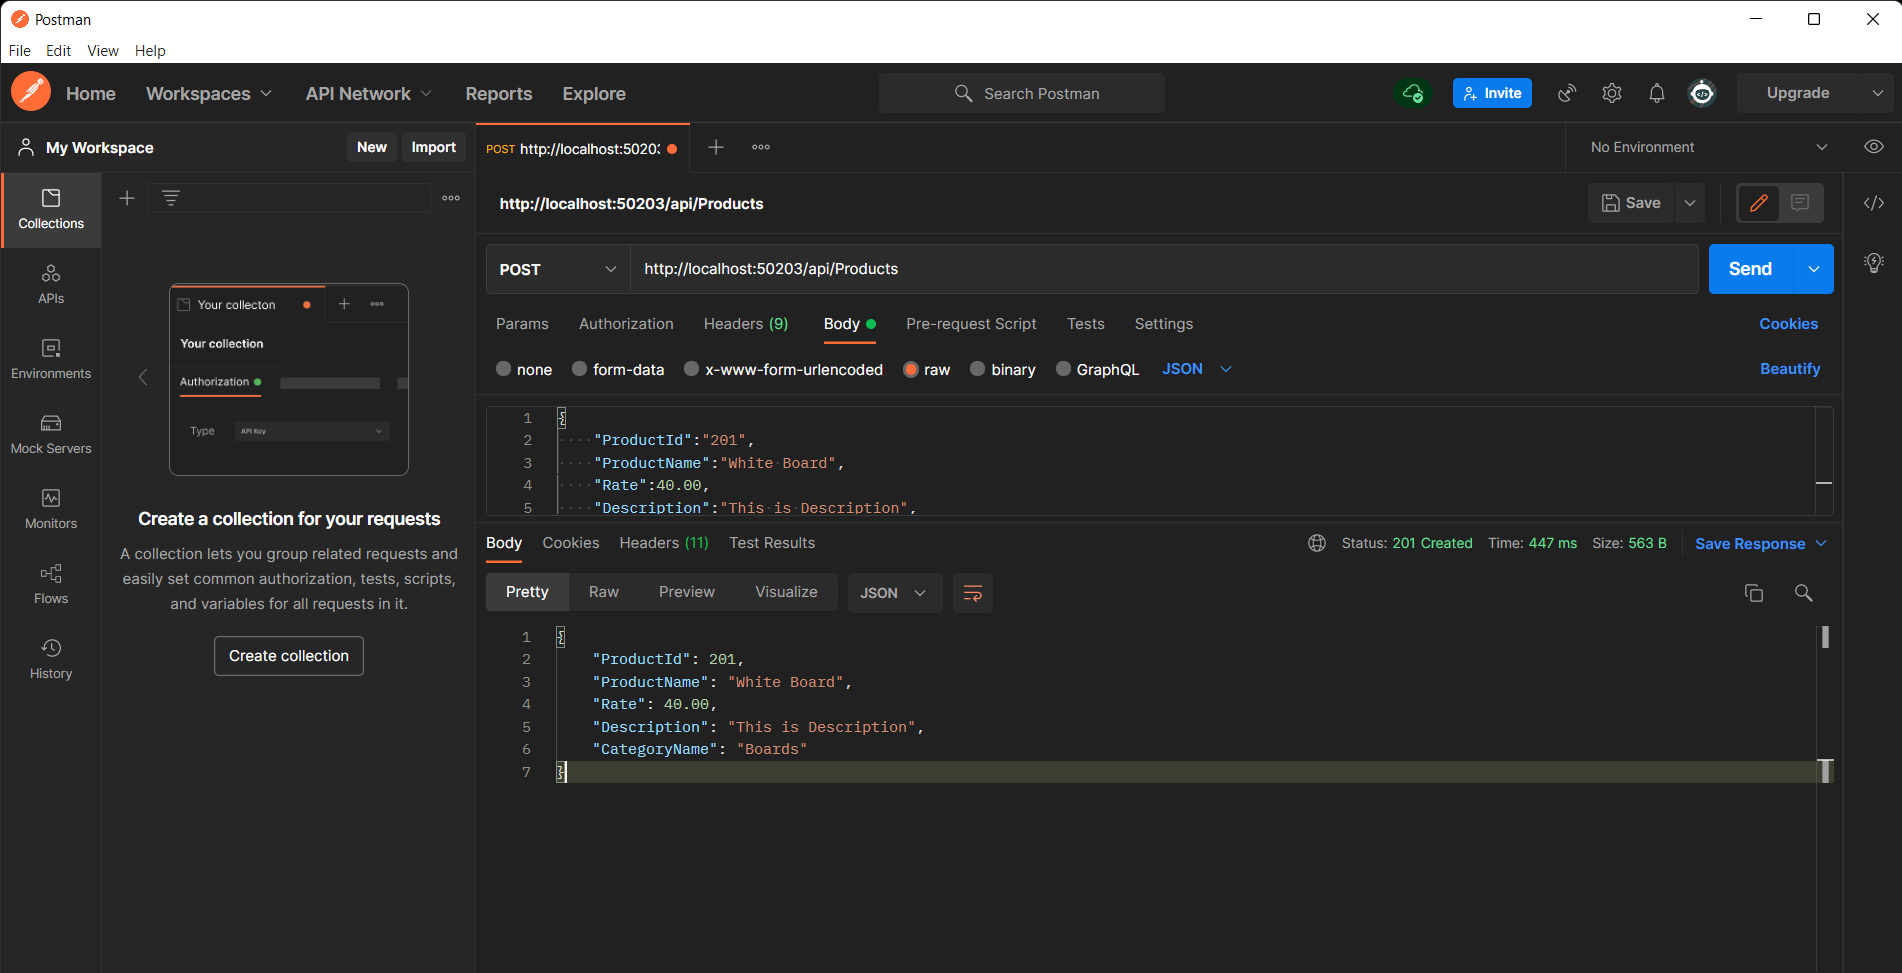 Postman
File Edit View Help
Home Workspaces API Network Reports Explore Search Postman Invite Upgrade
My Workspace New Import
POST http://localhost:5020 No Environment
Collections
APIs
Environments
Mock Servers
Monitors
Flows
History
Your collecton
Your collection
Authorization
Type API Key
Create a collection for your requests
A collection lets you group related requests and
easily set common authorization, tests, scripts,
and variables for all requests in it.
Create collection
http://localhost:50203/api/Products Save
POST http://localhost:50203/api/Products Send
Params Authorization Headers (9) Body Pre-request Script Tests Settings Cookies
none form-data x-www-form-urlencoded raw binary GraphQL JSON Beautify
1 {
2 ····"ProductId":"201",
3 ····"ProductName":"White·Board",
4 ····"Rate":40.00,
5 ····"Description":"This·is·Description",
Body Cookies Headers (11) Test Results Status: 201 Created Time: 447 ms Size: 563 B Save Response
Pretty Raw Preview Visualize JSON
1 {
2 "ProductId": 201,
3 "ProductName": "White Board",
4 "Rate": 40.00,
5 "Description": "This is Description",
6 "CategoryName": "Boards"
7 }